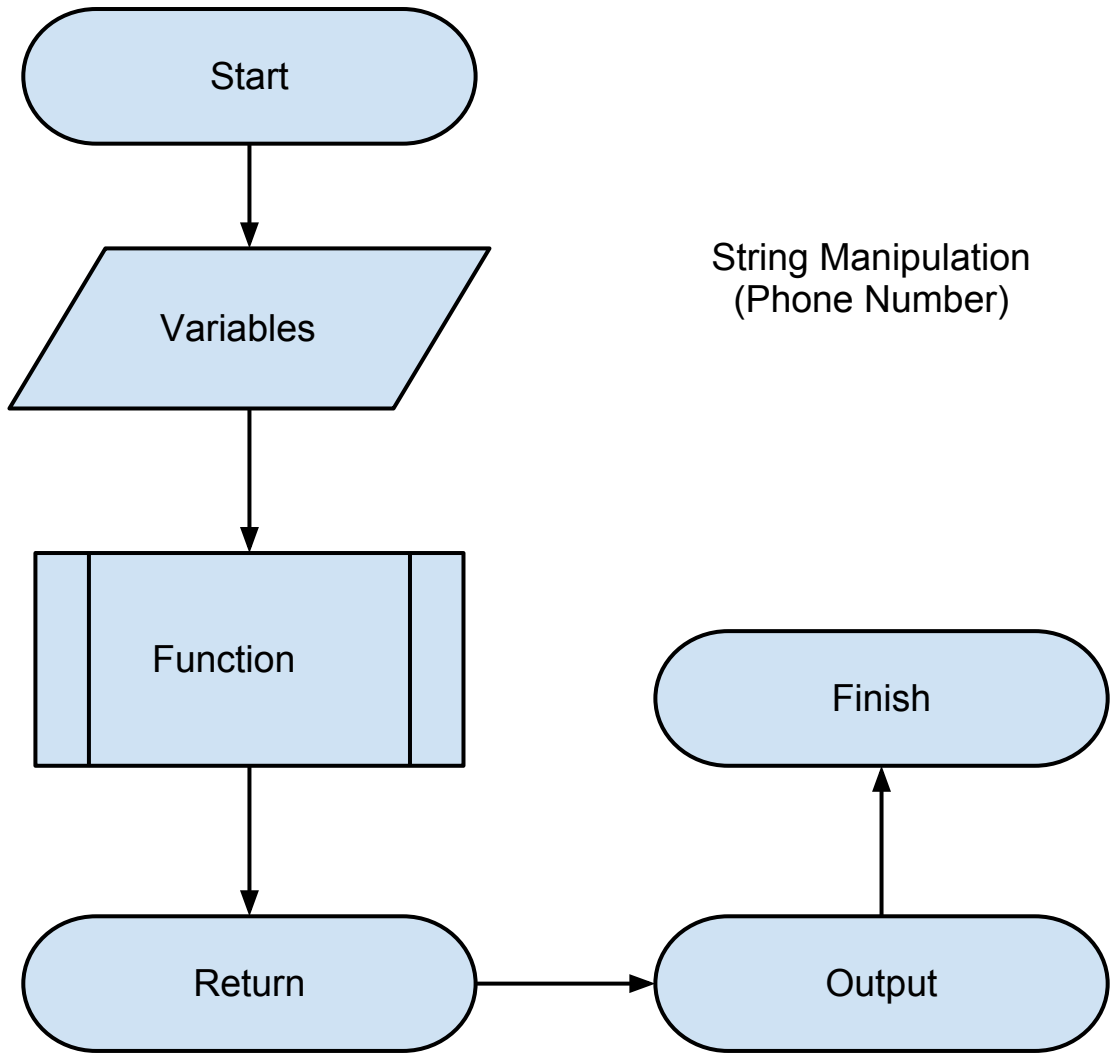 Start
String Manipulation
(Phone Number)
Variables
Function
Finish
Return
Output